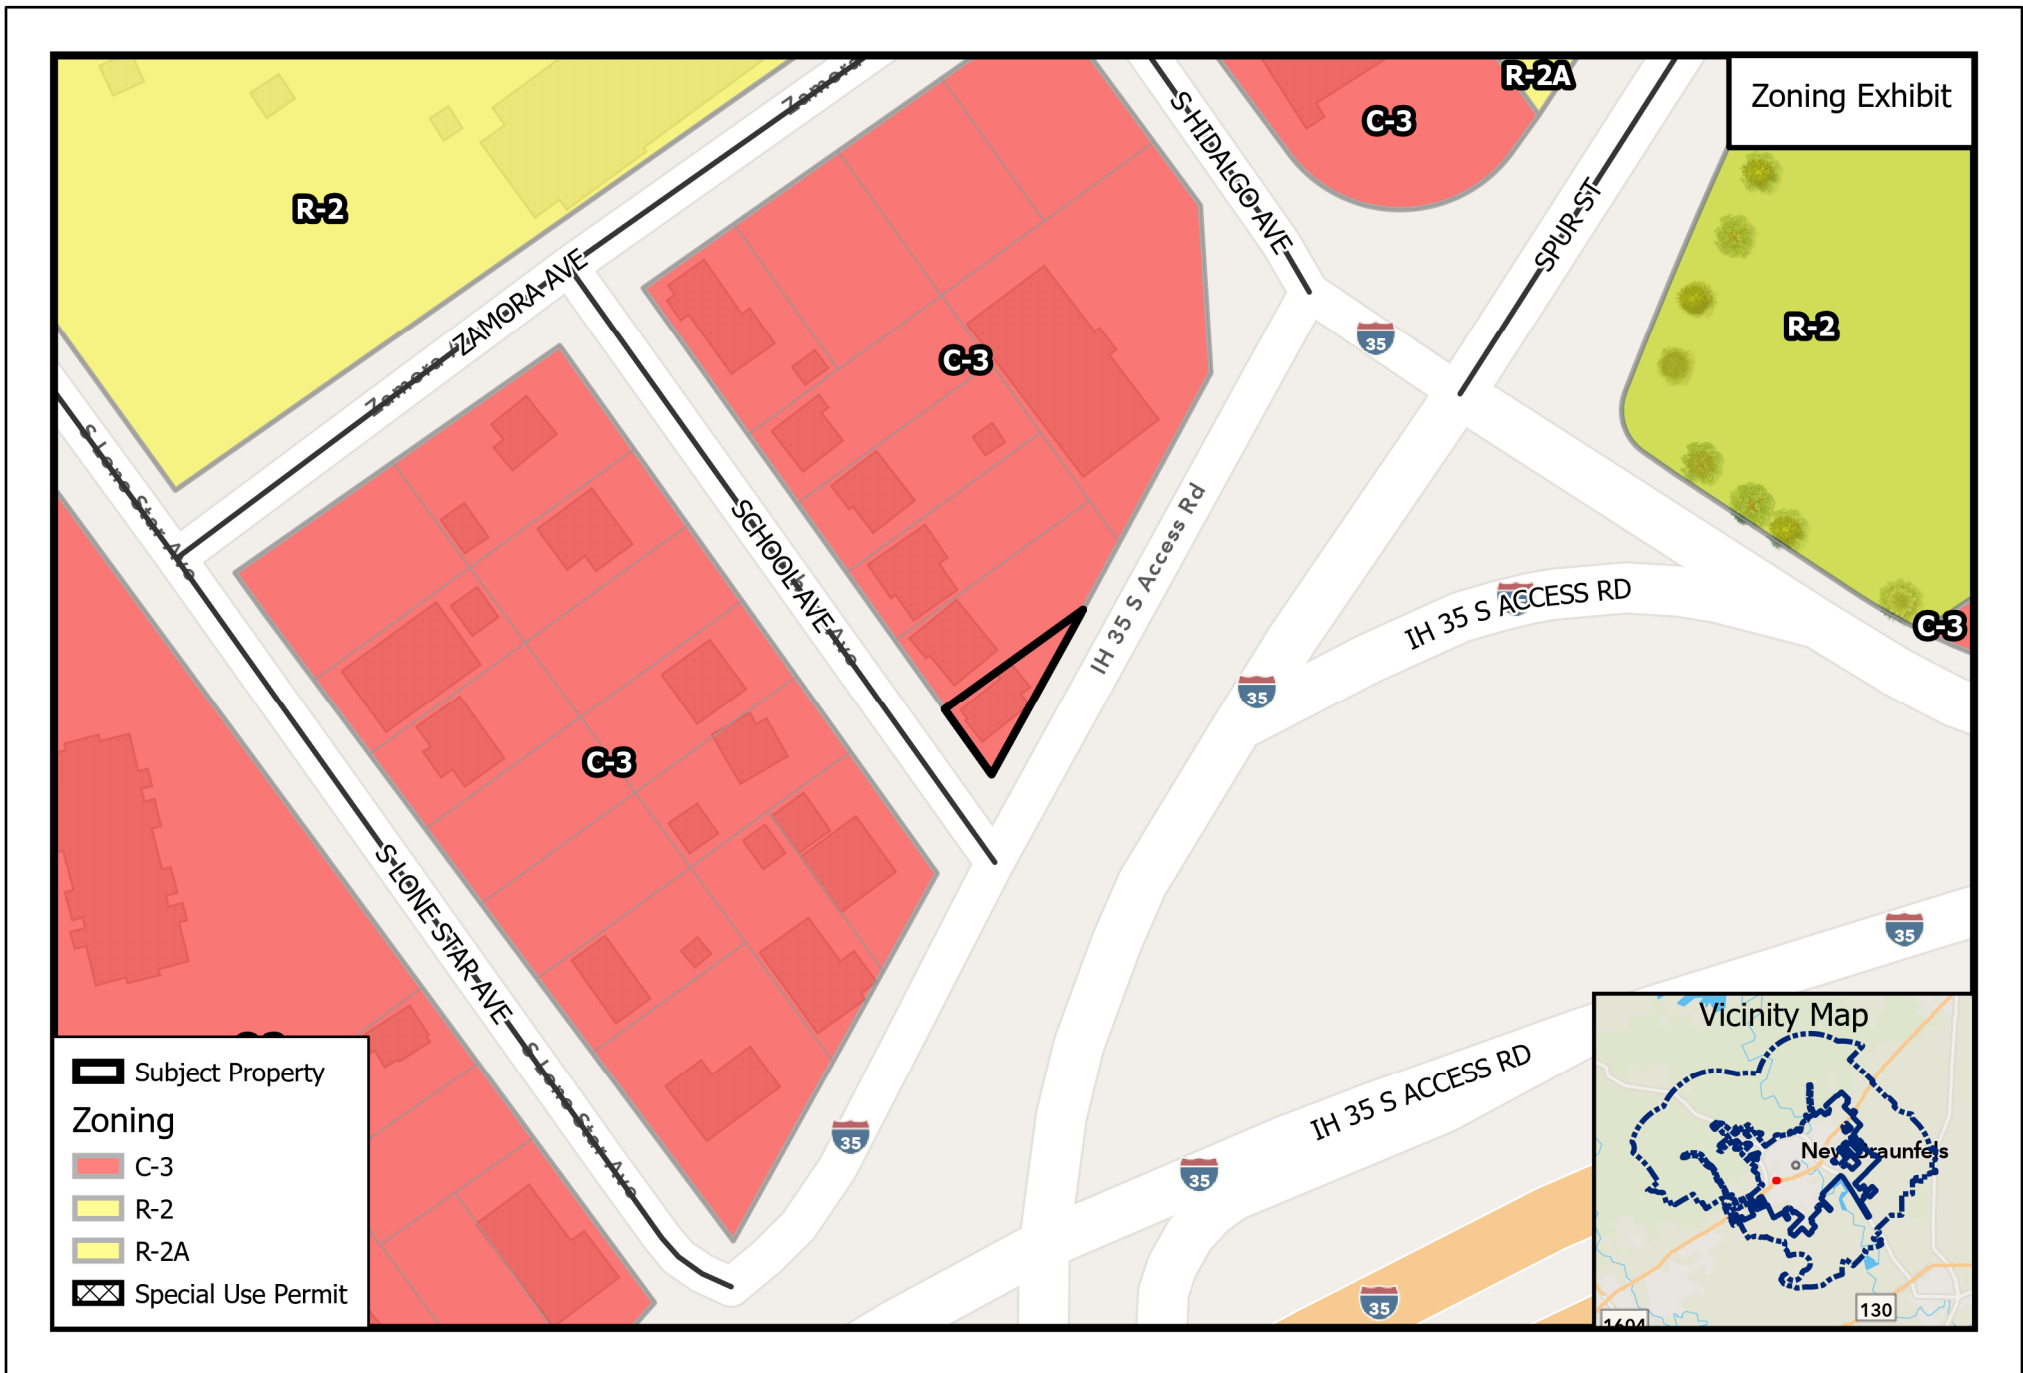 Zoning Exhibit
R-2A
C-3
Zamora
S HIDALGO AVE
SPUR ST
R-2
ZAMORA AVE
Zamora
35
R-2
C-3
S Lone Star Ave
SCHOOL AVE
Ave
IH 35 S Access Rd
IH 35 S ACCESS RD
C-3
35
C-3
S LONE STAR AVE
35
S Lone Star Ave
IH 35 S ACCESS RD
35
35
35
Subject Property
Zoning
C-3
R-2
R-2A
Special Use Permit
Vicinity Map
New Braunfels
130
1604